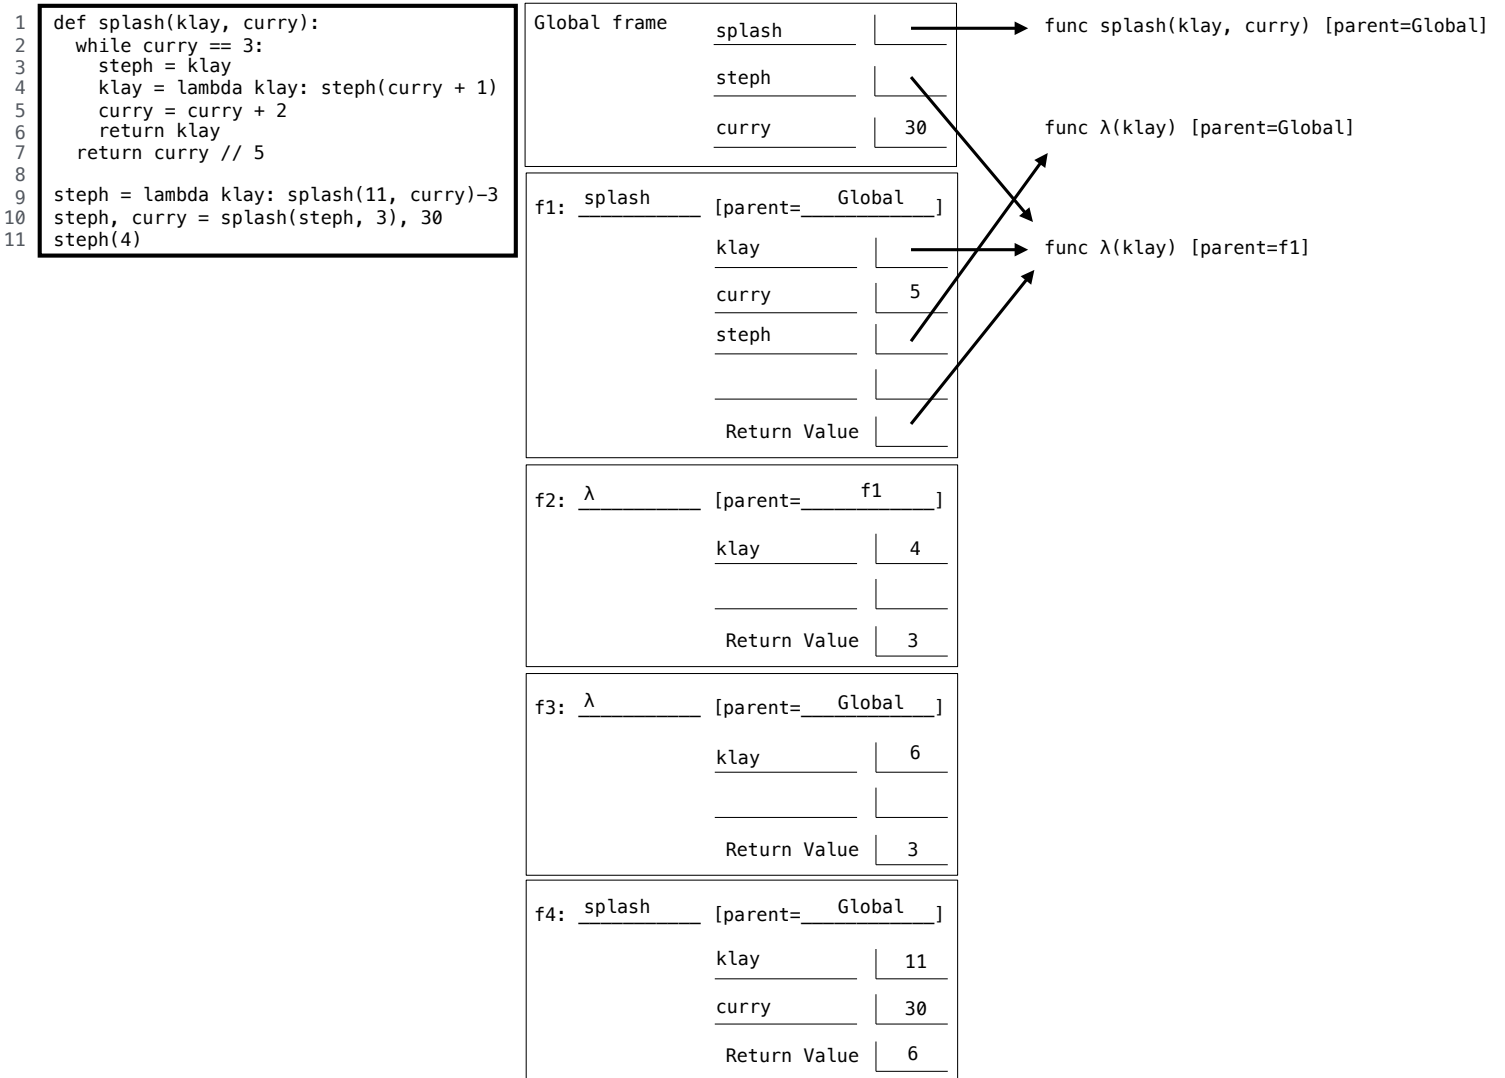 1 def splash(klay, curry):
2 while curry == 3:
3 steph = klay
4 klay = lambda klay: steph(curry + 1)
5 curry = curry + 2
6 return klay
7 return curry // 5
8
9 steph = lambda klay: splash(11, curry)-3
10 steph, curry = splash(steph, 3), 30
11 steph(4)
Global frame
splash
func splash(klay, curry) [parent=Global]
steph
curry 30
func λ(klay) [parent=Global]
f1: splash [parent=Global]
klay
func λ(klay) [parent=f1]
curry 5
steph
Return Value
f2: λ [parent=f1]
klay 4
Return Value 3
f3: λ [parent=Global]
klay 6
Return Value 3
f4: splash [parent=Global]
klay 11
curry 30
Return Value 6